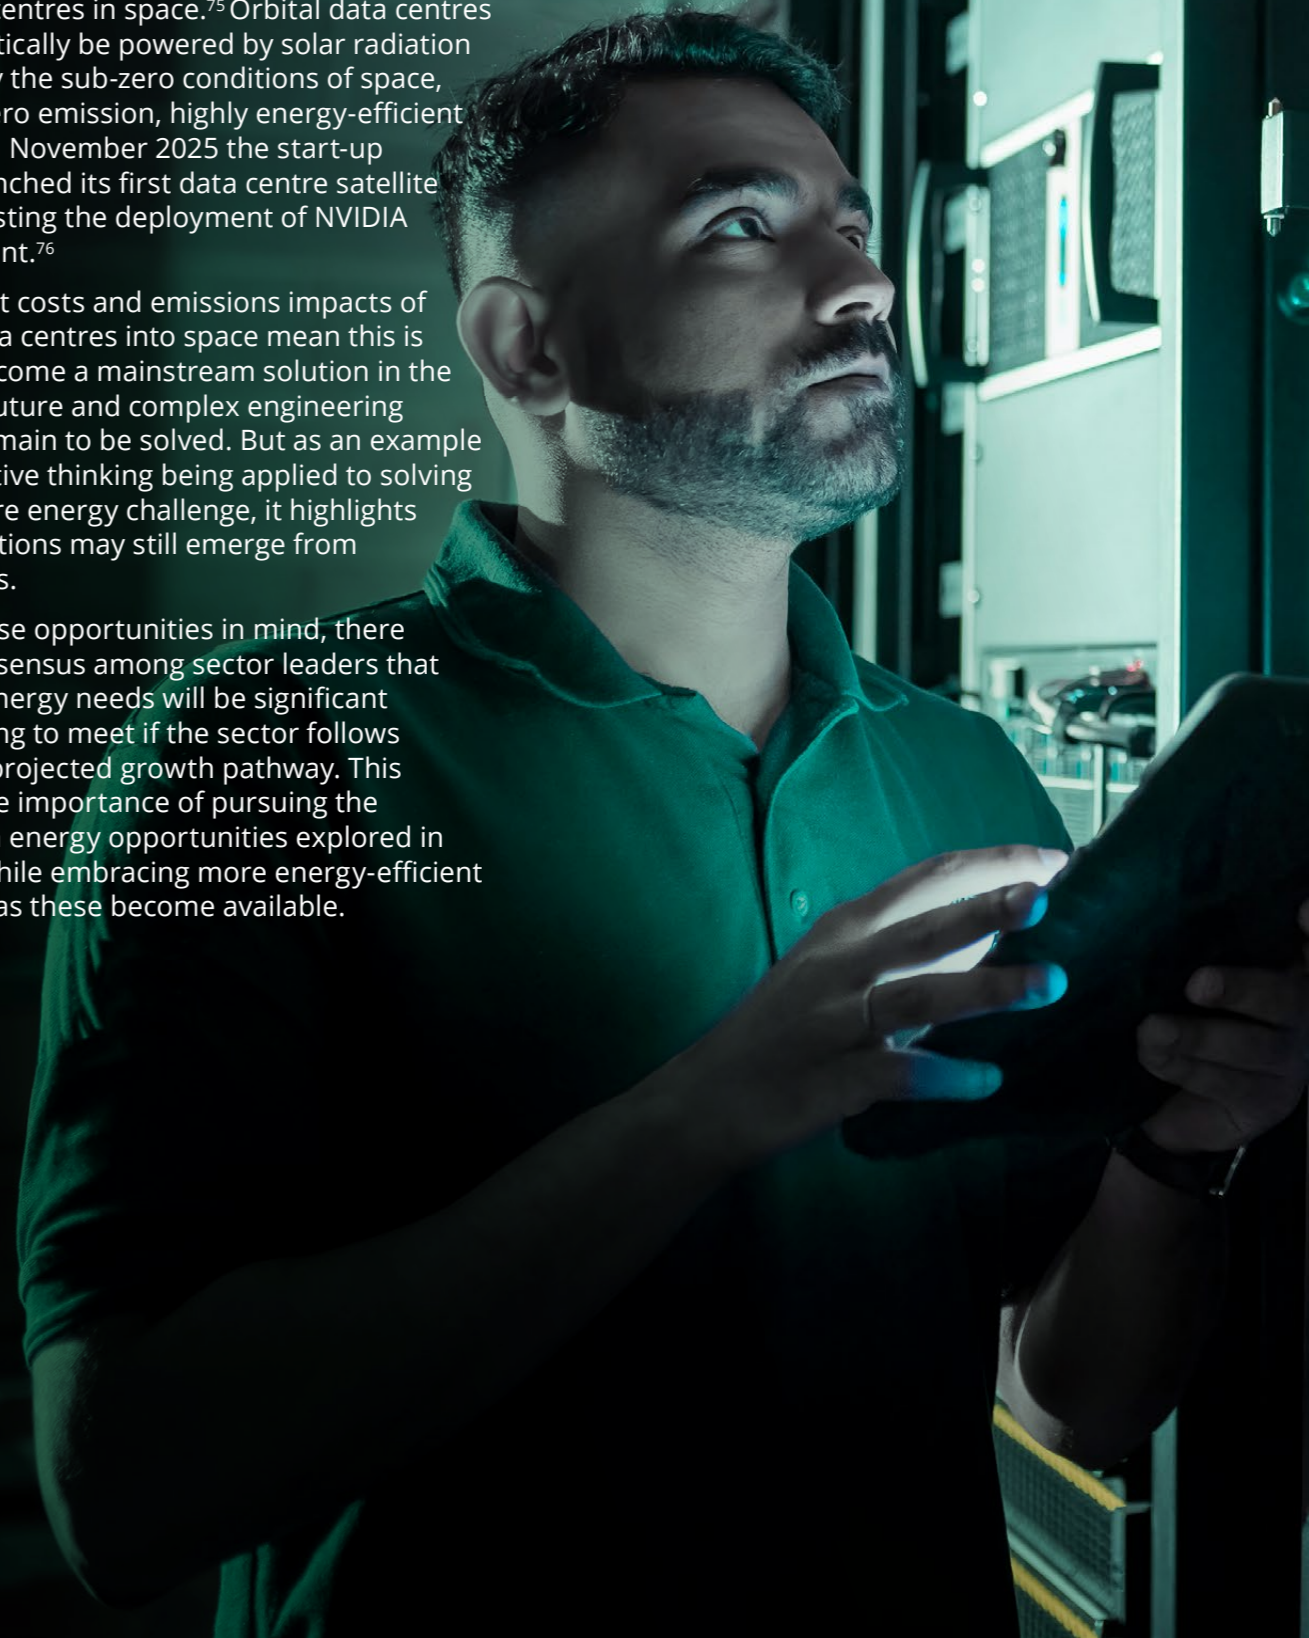 centres in space.⁷⁵ Orbital data centres
tically be powered by solar radiation
y the sub-zero conditions of space,
ero emission, highly energy-efficient
November 2025 the start-up
nched its first data centre satellite
sting the deployment of NVIDIA
nt.⁷⁶
t costs and emissions impacts of
a centres into space mean this is
come a mainstream solution in the
uture and complex engineering
main to be solved. But as an example
tive thinking being applied to solving
re energy challenge, it highlights
tions may still emerge from
s.
se opportunities in mind, there
sensus among sector leaders that
nergy needs will be significant
ng to meet if the sector follows
projected growth pathway. This
e importance of pursuing the
energy opportunities explored in
hile embracing more energy-efficient
as these become available.